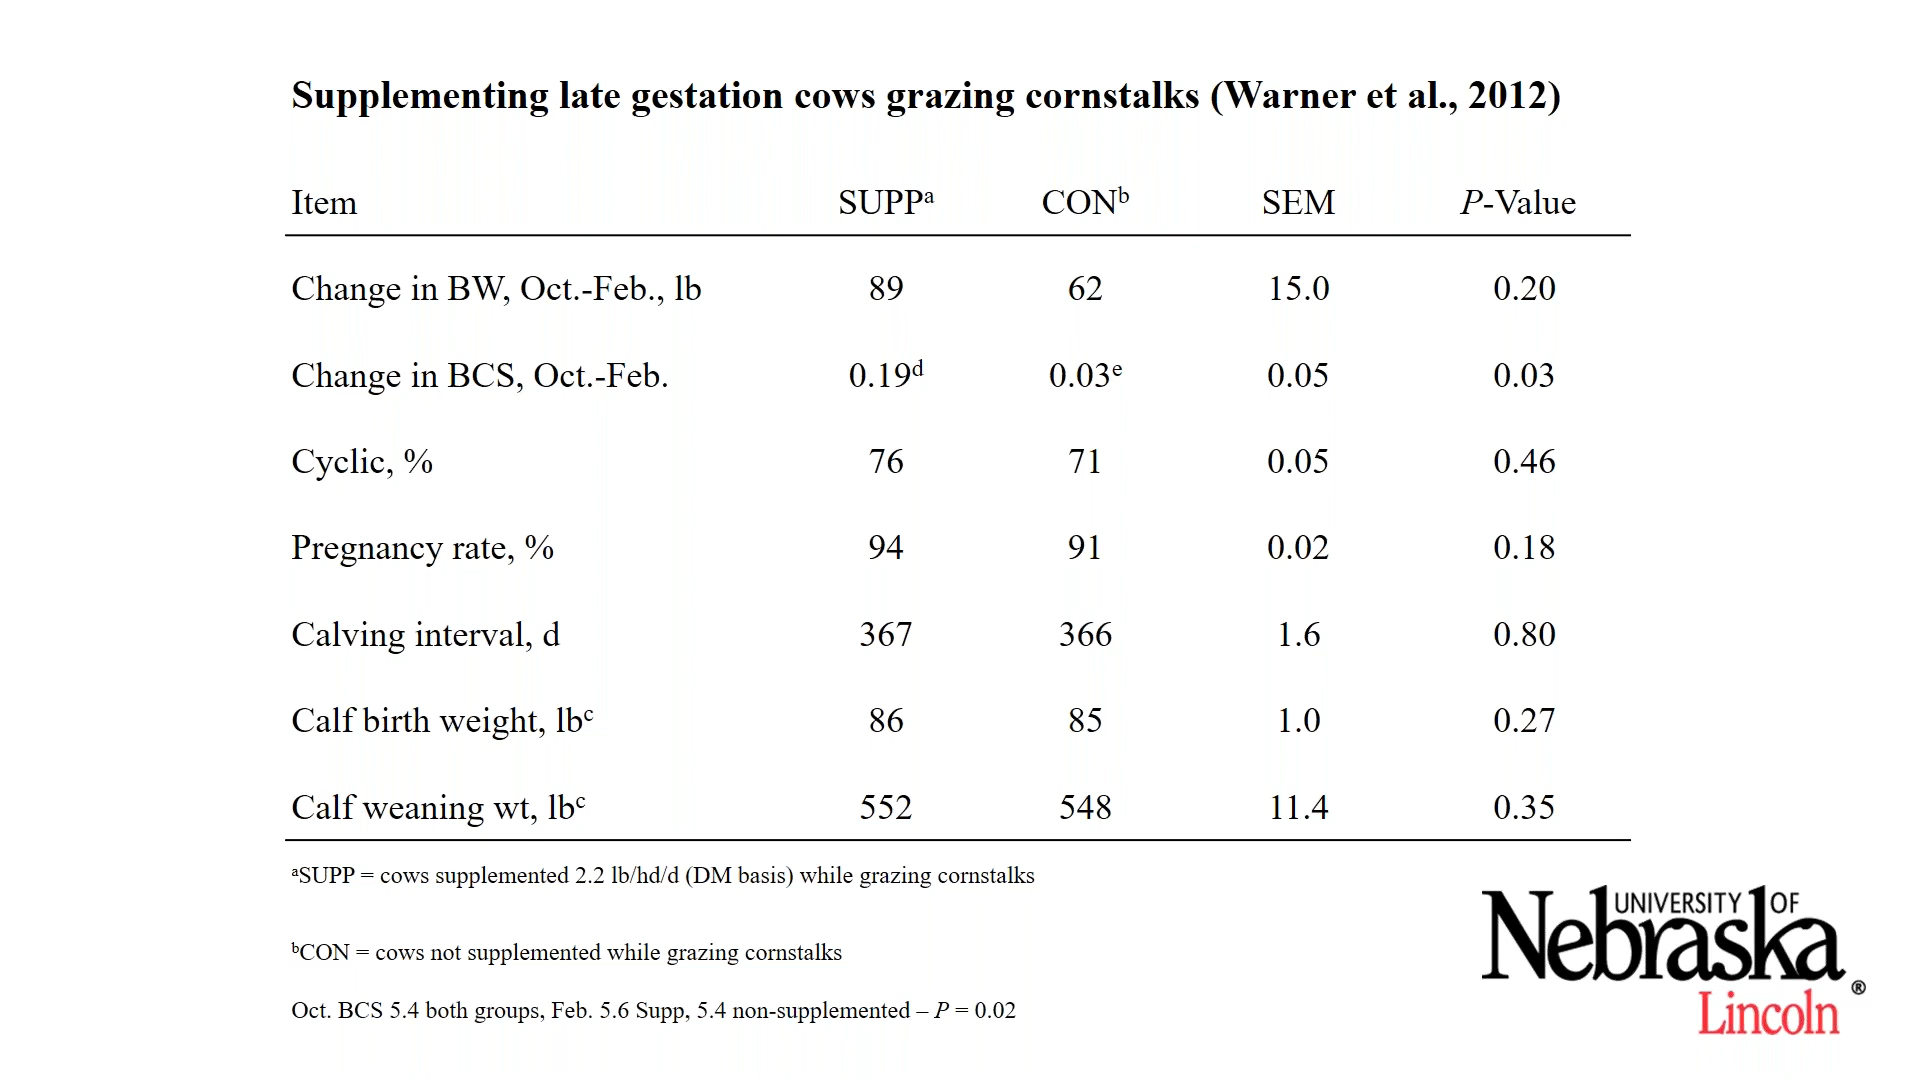 Supplementing late gestation cows grazing cornstalks (Warner et al., 2012)
Item SUPPᵃ CONᵇ SEM P-Value
Change in BW, Oct.-Feb., lb 89 62 15.0 0.20
Change in BCS, Oct.-Feb. 0.19ᵈ 0.03ᵉ 0.05 0.03
Cyclic, % 76 71 0.05 0.46
Pregnancy rate, % 94 91 0.02 0.18
Calving interval, d 367 366 1.6 0.80
Calf birth weight, lbᶜ 86 85 1.0 0.27
Calf weaning wt, lbᶜ 552 548 11.4 0.35
ᵃSUPP = cows supplemented 2.2 lb/hd/d (DM basis) while grazing cornstalks
ᵇCON = cows not supplemented while grazing cornstalks
Oct. BCS 5.4 both groups, Feb. 5.6 Supp, 5.4 non-supplemented – P = 0.02
UNIVERSITY OF
Nebraska
Lincoln®